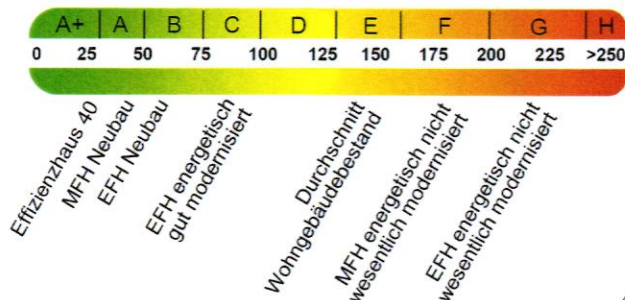 A+ A B C D E F G H
0 25 50 75 100 125 150 175 200 225 >250
Effizienzhaus 40
MFH Neubau
EFH Neubau
EFH energetisch
gut modernisiert
Durchschnitt
Wohngebäudebestand
MFH energetisch nicht
wesentlich modernisiert
EFH energetisch nicht
wesentlich modernisiert